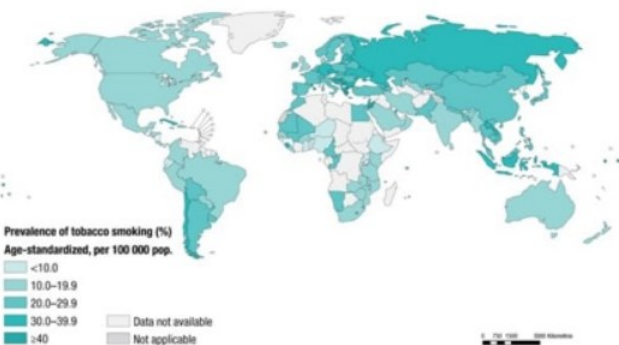 Prevalence of tobacco smoking (%)
Age-standardized, per 100 000 pop.
<10.0
10.0–19.9
20.0–29.9
30.0–39.9
≥40
Data not available
Not applicable